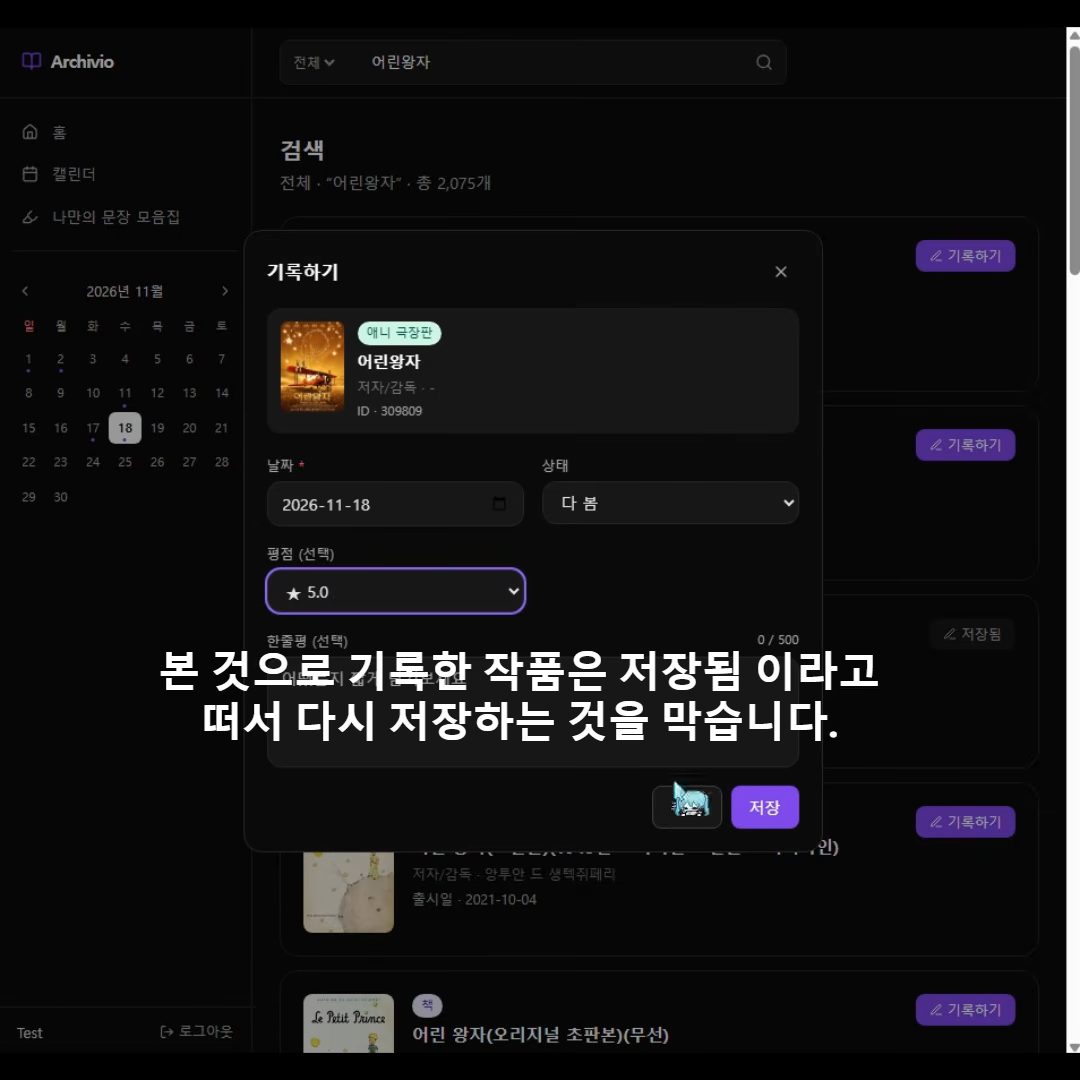 Archivio
전체
어린왕자
홈
캘린더
나만의 문장 모음집
2026년 11월
일 월 화 수 목 금 토
1 2 3 4 5 6 7
8 9 10 11 12 13 14
15 16 17 18 19 20 21
22 23 24 25 26 27 28
29 30
Test
로그아웃
검색
전체 · “어린왕자” · 총 2,075개
기록하기
기록하기
저장됨
기록하기
×
애니 극장판
어린왕자
저자/감독 · -
ID · 309809
날짜 *
상태
2026-11-18
다 봄
평점 (선택)
★ 5.0
한줄평 (선택)
0 / 500
본 것으로 기록한 작품은 저장됨 이라고
떠서 다시 저장하는 것을 막습니다.
저장
기록하기
저자/감독 · 앙투안 드 생텍쥐페리
출시일 · 2021-10-04
Le Petit Prince
책
어린 왕자(오리지널 초판본)(무선)
기록하기